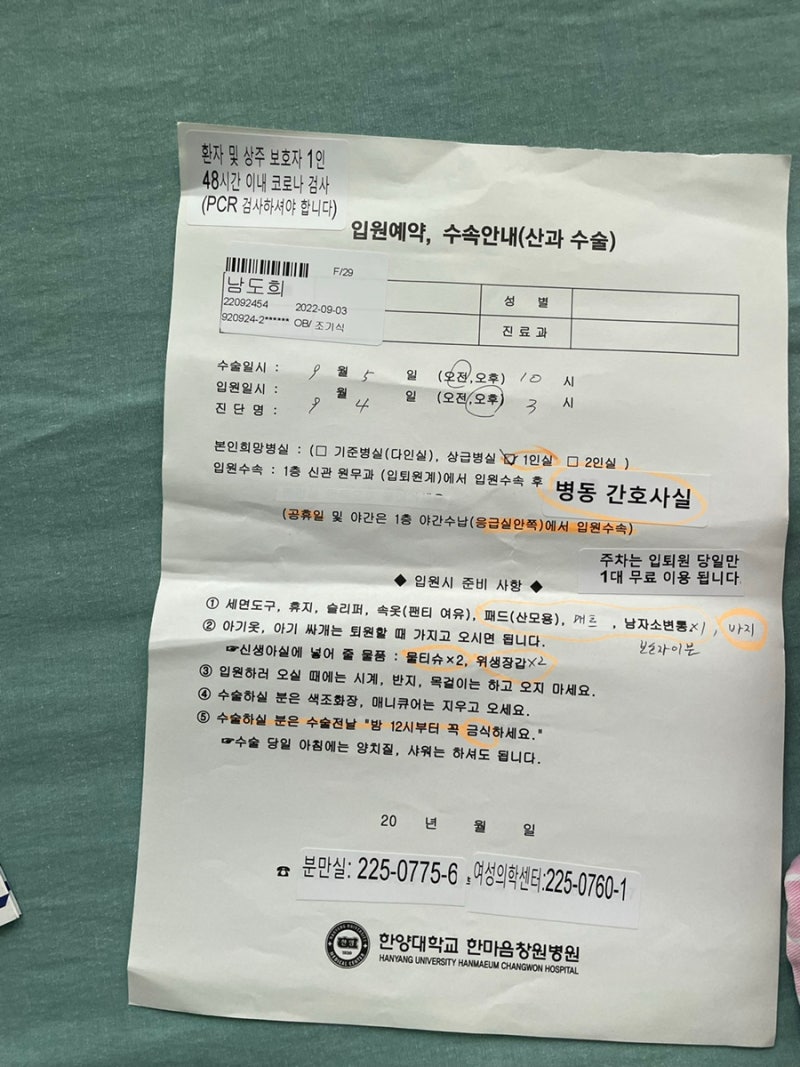 환자 및 상주 보호자 1인
48시간 이내 코로나 검사
(PCR 검사하셔야 합니다)
입원예약, 수속안내(산과 수술)
F/29
남도희
22092454 2022-09-03
920924-2****** OB/ 조기식
성 별
진료과
수술일시 : 9 월 5 일 (오전,오후) 10 시
입원일시 : 9 월 4 일 (오전,오후) 3 시
진 단 명 :
본인희망병실 : (□ 기준병실(다인실), 상급병실 ☑ 1인실 □ 2인실 )
입원수속 : 1층 신관 원무과 (입퇴원계)에서 입원수속 후 병동 간호사실
(공휴일 및 야간은 1층 야간수납(응급실안쪽)에서 입원수속)
주차는 입퇴원 당일만
1대 무료 이용 됩니다
◆ 입원시 준비 사항 ◆
① 세면도구, 휴지, 슬리퍼, 속옷(팬티 여유), 패드(산모용), 매트 , 남자소변통x1, 바지
② 아기옷, 아기 싸개는 퇴원할 때 가지고 오시면 됩니다.
☞신생아실에 넣어 줄 물품 : 물티슈×2, 위생장갑x2
③ 입원하러 오실 때에는 시계, 반지, 목걸이는 하고 오지 마세요.
④ 수술하실 분은 색조화장, 매니큐어는 지우고 오세요.
⑤ 수술하실 분은 수술전날 "밤 12시부터 꼭 금식하세요."
☞수술 당일 아침에는 양치질, 샤워는 하셔도 됩니다.
20 년 월 일
☎ 분만실: 225-0775-6 여성의학센터:225-0760-1
한양대학교 한마음창원병원
HANYANG UNIVERSITY HANMAEUM CHANGWON HOSPITAL